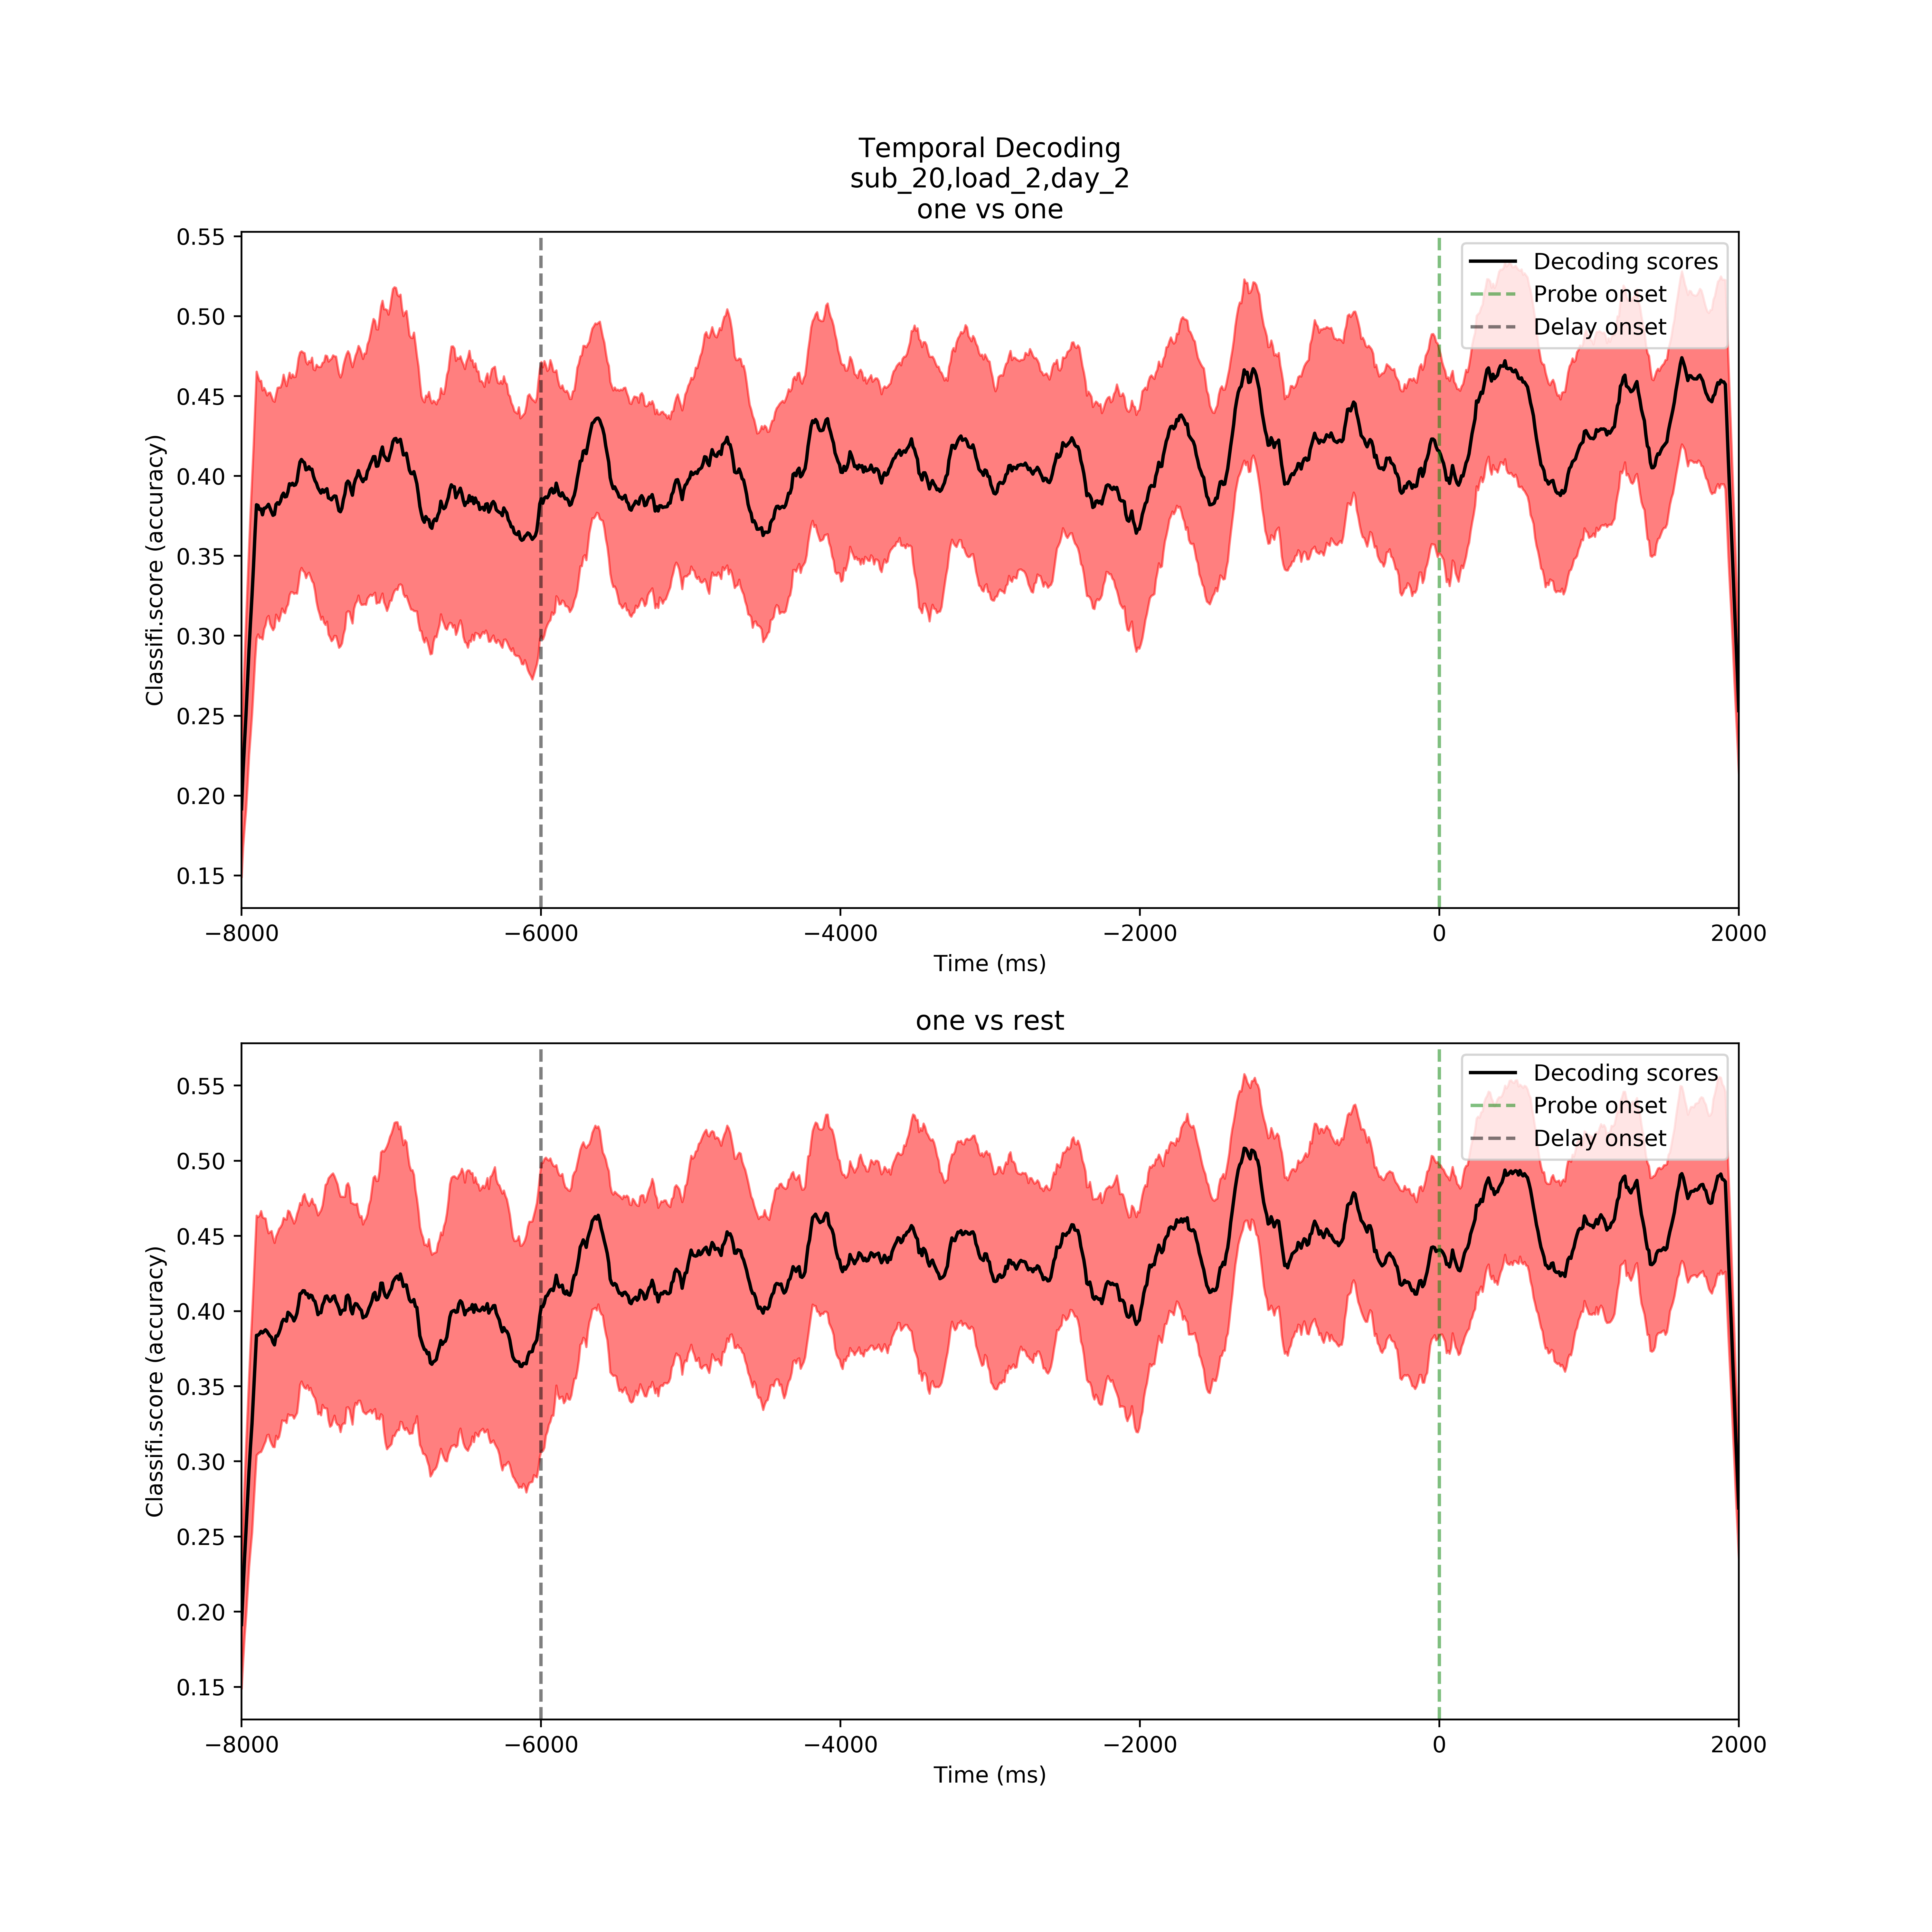 Temporal Decoding
sub_20,load_2,day_2
one vs one
0.55
0.50
0.45
0.40
0.35
0.30
0.25
0.20
0.15
Classifi.score (accuracy)
Decoding scores
Probe onset
Delay onset
−8000 −6000 −4000 −2000 0 2000
Time (ms)
one vs rest
0.55
0.50
0.45
0.40
0.35
0.30
0.25
0.20
0.15
Classifi.score (accuracy)
Decoding scores
Probe onset
Delay onset
−8000 −6000 −4000 −2000 0 2000
Time (ms)